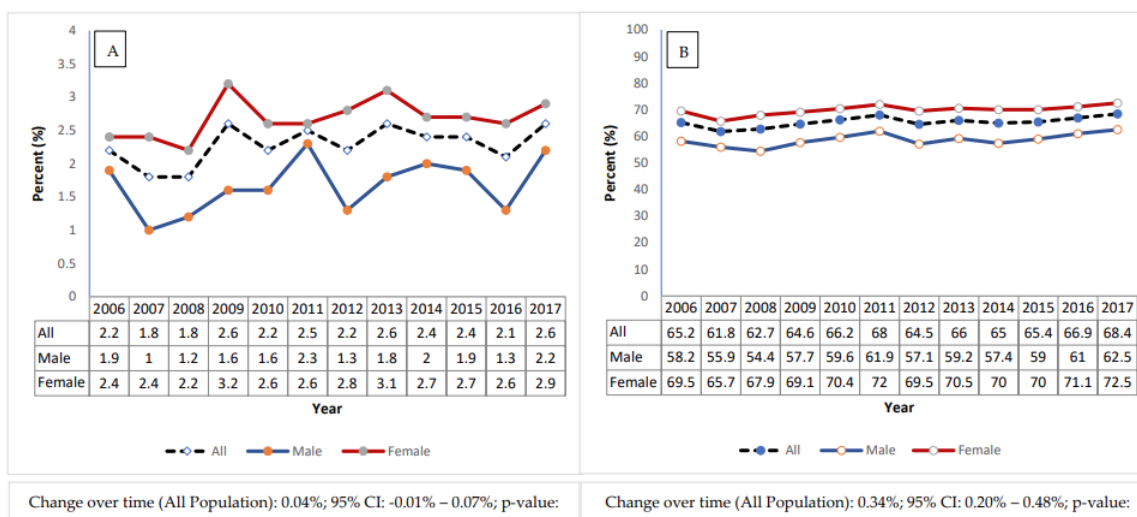 A
4
3.5
3
2.5
2
1.5
1
0.5
0
Percent (%)
2006 2007 2008 2009 2010 2011 2012 2013 2014 2015 2016 2017
All 2.2 1.8 1.8 2.6 2.2 2.5 2.2 2.6 2.4 2.4 2.1 2.6
Male 1.9 1 1.2 1.6 1.6 2.3 1.3 1.8 2 1.9 1.3 2.2
Female 2.4 2.4 2.2 3.2 2.6 2.6 2.8 3.1 2.7 2.7 2.6 2.9
Year
All Male Female
Change over time (All Population): 0.04%; 95% CI: -0.01% – 0.07%; p-value:
B
100
90
80
70
60
50
40
30
20
10
0
Percent (%)
2006 2007 2008 2009 2010 2011 2012 2013 2014 2015 2016 2017
All 65.2 61.8 62.7 64.6 66.2 68 64.5 66 65 65.4 66.9 68.4
Male 58.2 55.9 54.4 57.7 59.6 61.9 57.1 59.2 57.4 59 61 62.5
Female 69.5 65.7 67.9 69.1 70.4 72 69.5 70.5 70 70 71.1 72.5
Year
All Male Female
Change over time (All Population): 0.34%; 95% CI: 0.20% – 0.48%; p-value: